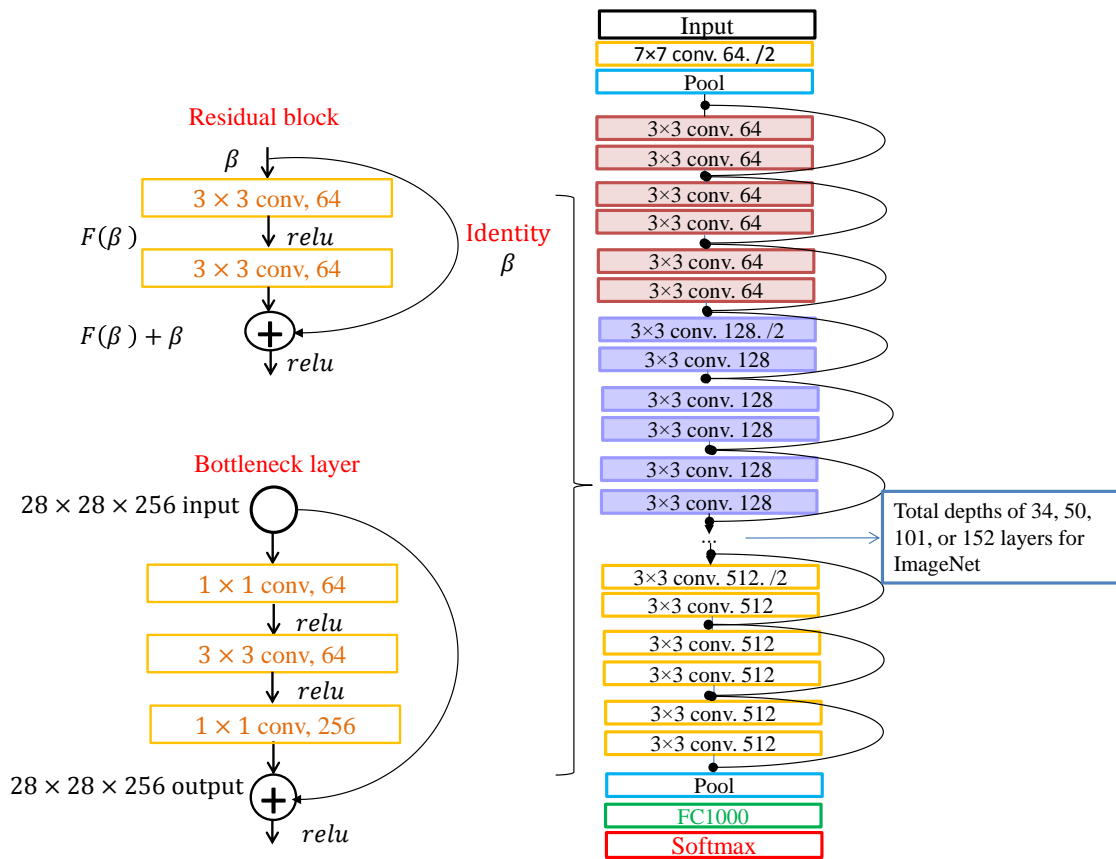 Residual block
β
3 × 3 conv, 64
F(β)
relu
3 × 3 conv, 64
F(β) + β
+
relu
Identity
β
Bottleneck layer
28 × 28 × 256 input
1 × 1 conv, 64
relu
3 × 3 conv, 64
relu
1 × 1 conv, 256
28 × 28 × 256 output
+
relu
Input
7×7 conv. 64. /2
Pool
3×3 conv. 64
3×3 conv. 64
3×3 conv. 64
3×3 conv. 64
3×3 conv. 64
3×3 conv. 64
3×3 conv. 128. /2
3×3 conv. 128
3×3 conv. 128
3×3 conv. 128
3×3 conv. 128
3×3 conv. 128
...
Total depths of 34, 50,
101, or 152 layers for
ImageNet
3×3 conv. 512. /2
3×3 conv. 512
3×3 conv. 512
3×3 conv. 512
3×3 conv. 512
3×3 conv. 512
Pool
FC1000
Softmax